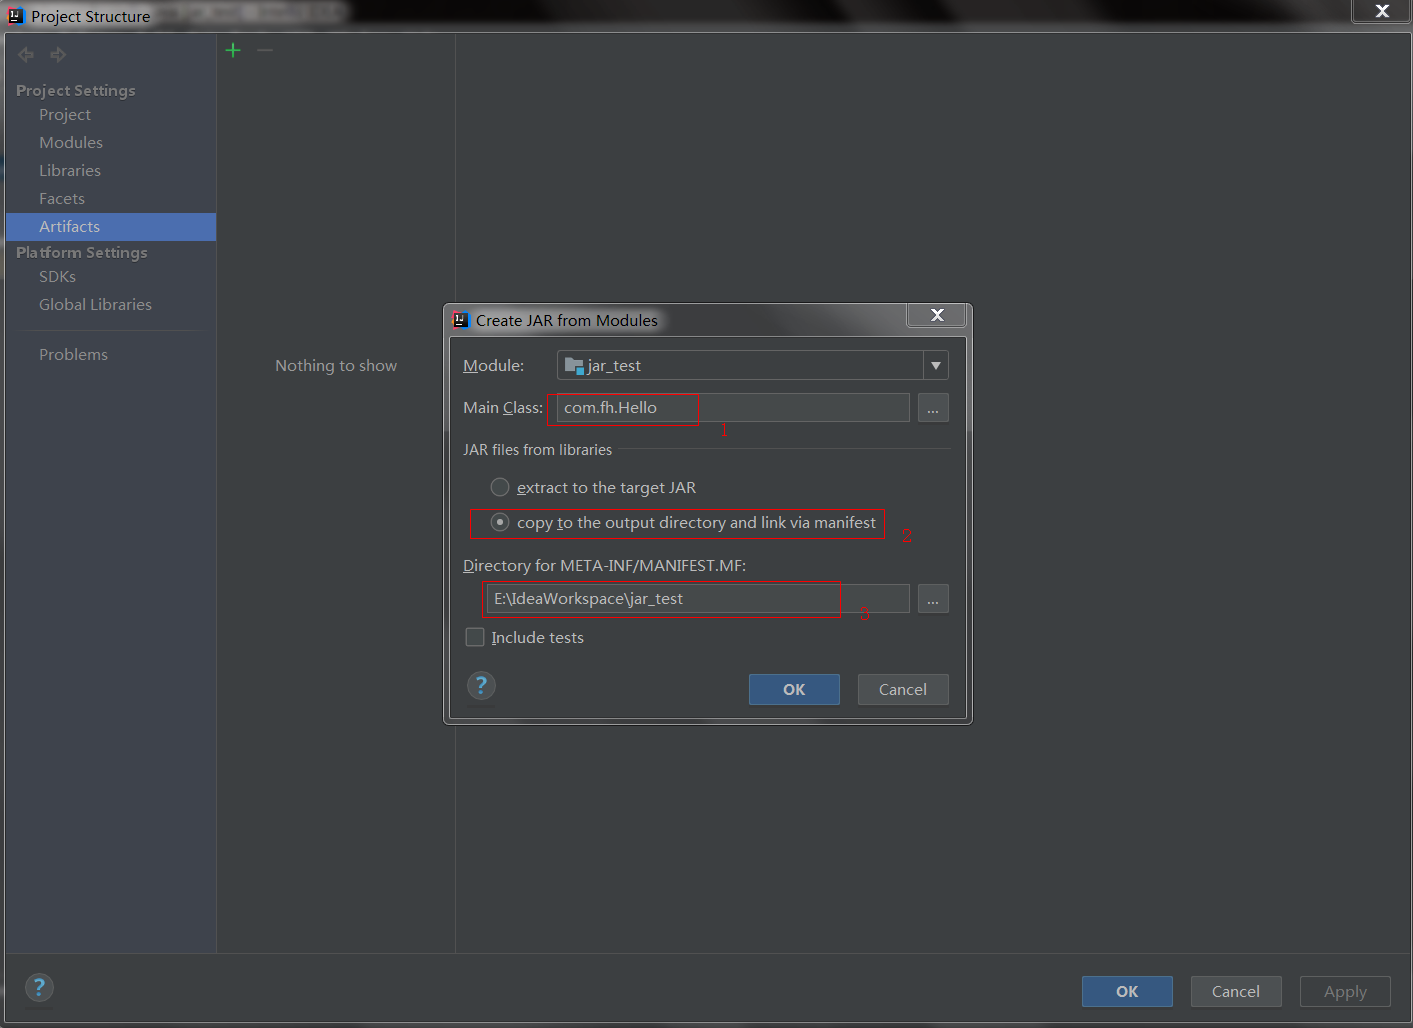 Project Structure
Project Settings
Project
Modules
Libraries
Facets
Artifacts
Platform Settings
SDKs
Global Libraries
Problems
Nothing to show
Create JAR from Modules
Module: jar_test
Main Class: com.fh.Hello ...
1
JAR files from libraries
extract to the target JAR
copy to the output directory and link via manifest
2
Directory for META-INF/MANIFEST.MF:
E:\IdeaWorkspace\jar_test ...
3
Include tests
? OK Cancel
? OK Cancel Apply